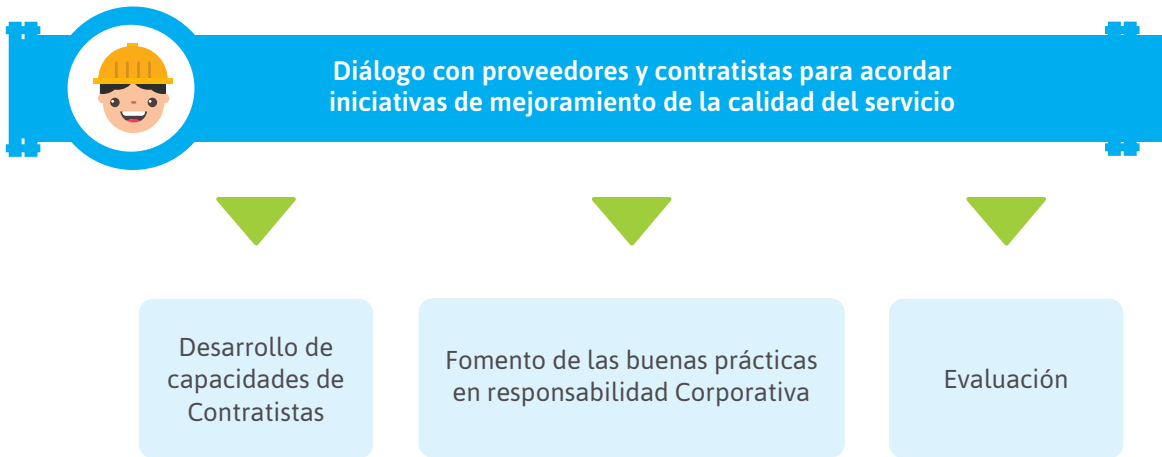 Diálogo con proveedores y contratistas para acordar
iniciativas de mejoramiento de la calidad del servicio
Desarrollo de
capacidades de
Contratistas
Fomento de las buenas prácticas
en responsabilidad Corporativa
Evaluación